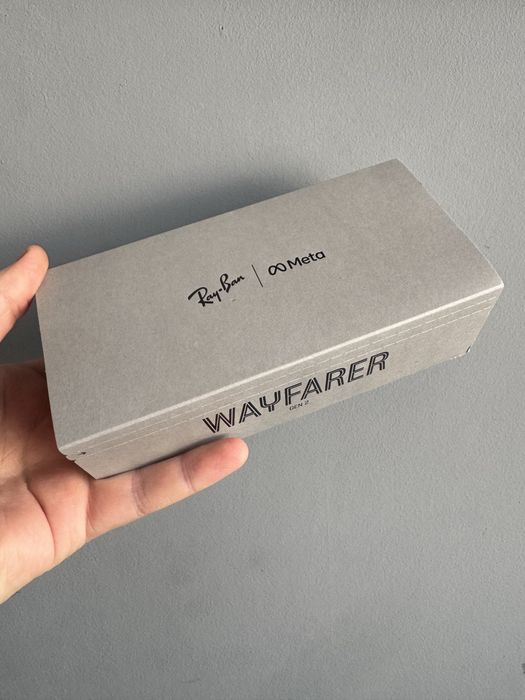 Ray-Ban | ∞ Meta
WAYFARER
GEN 2